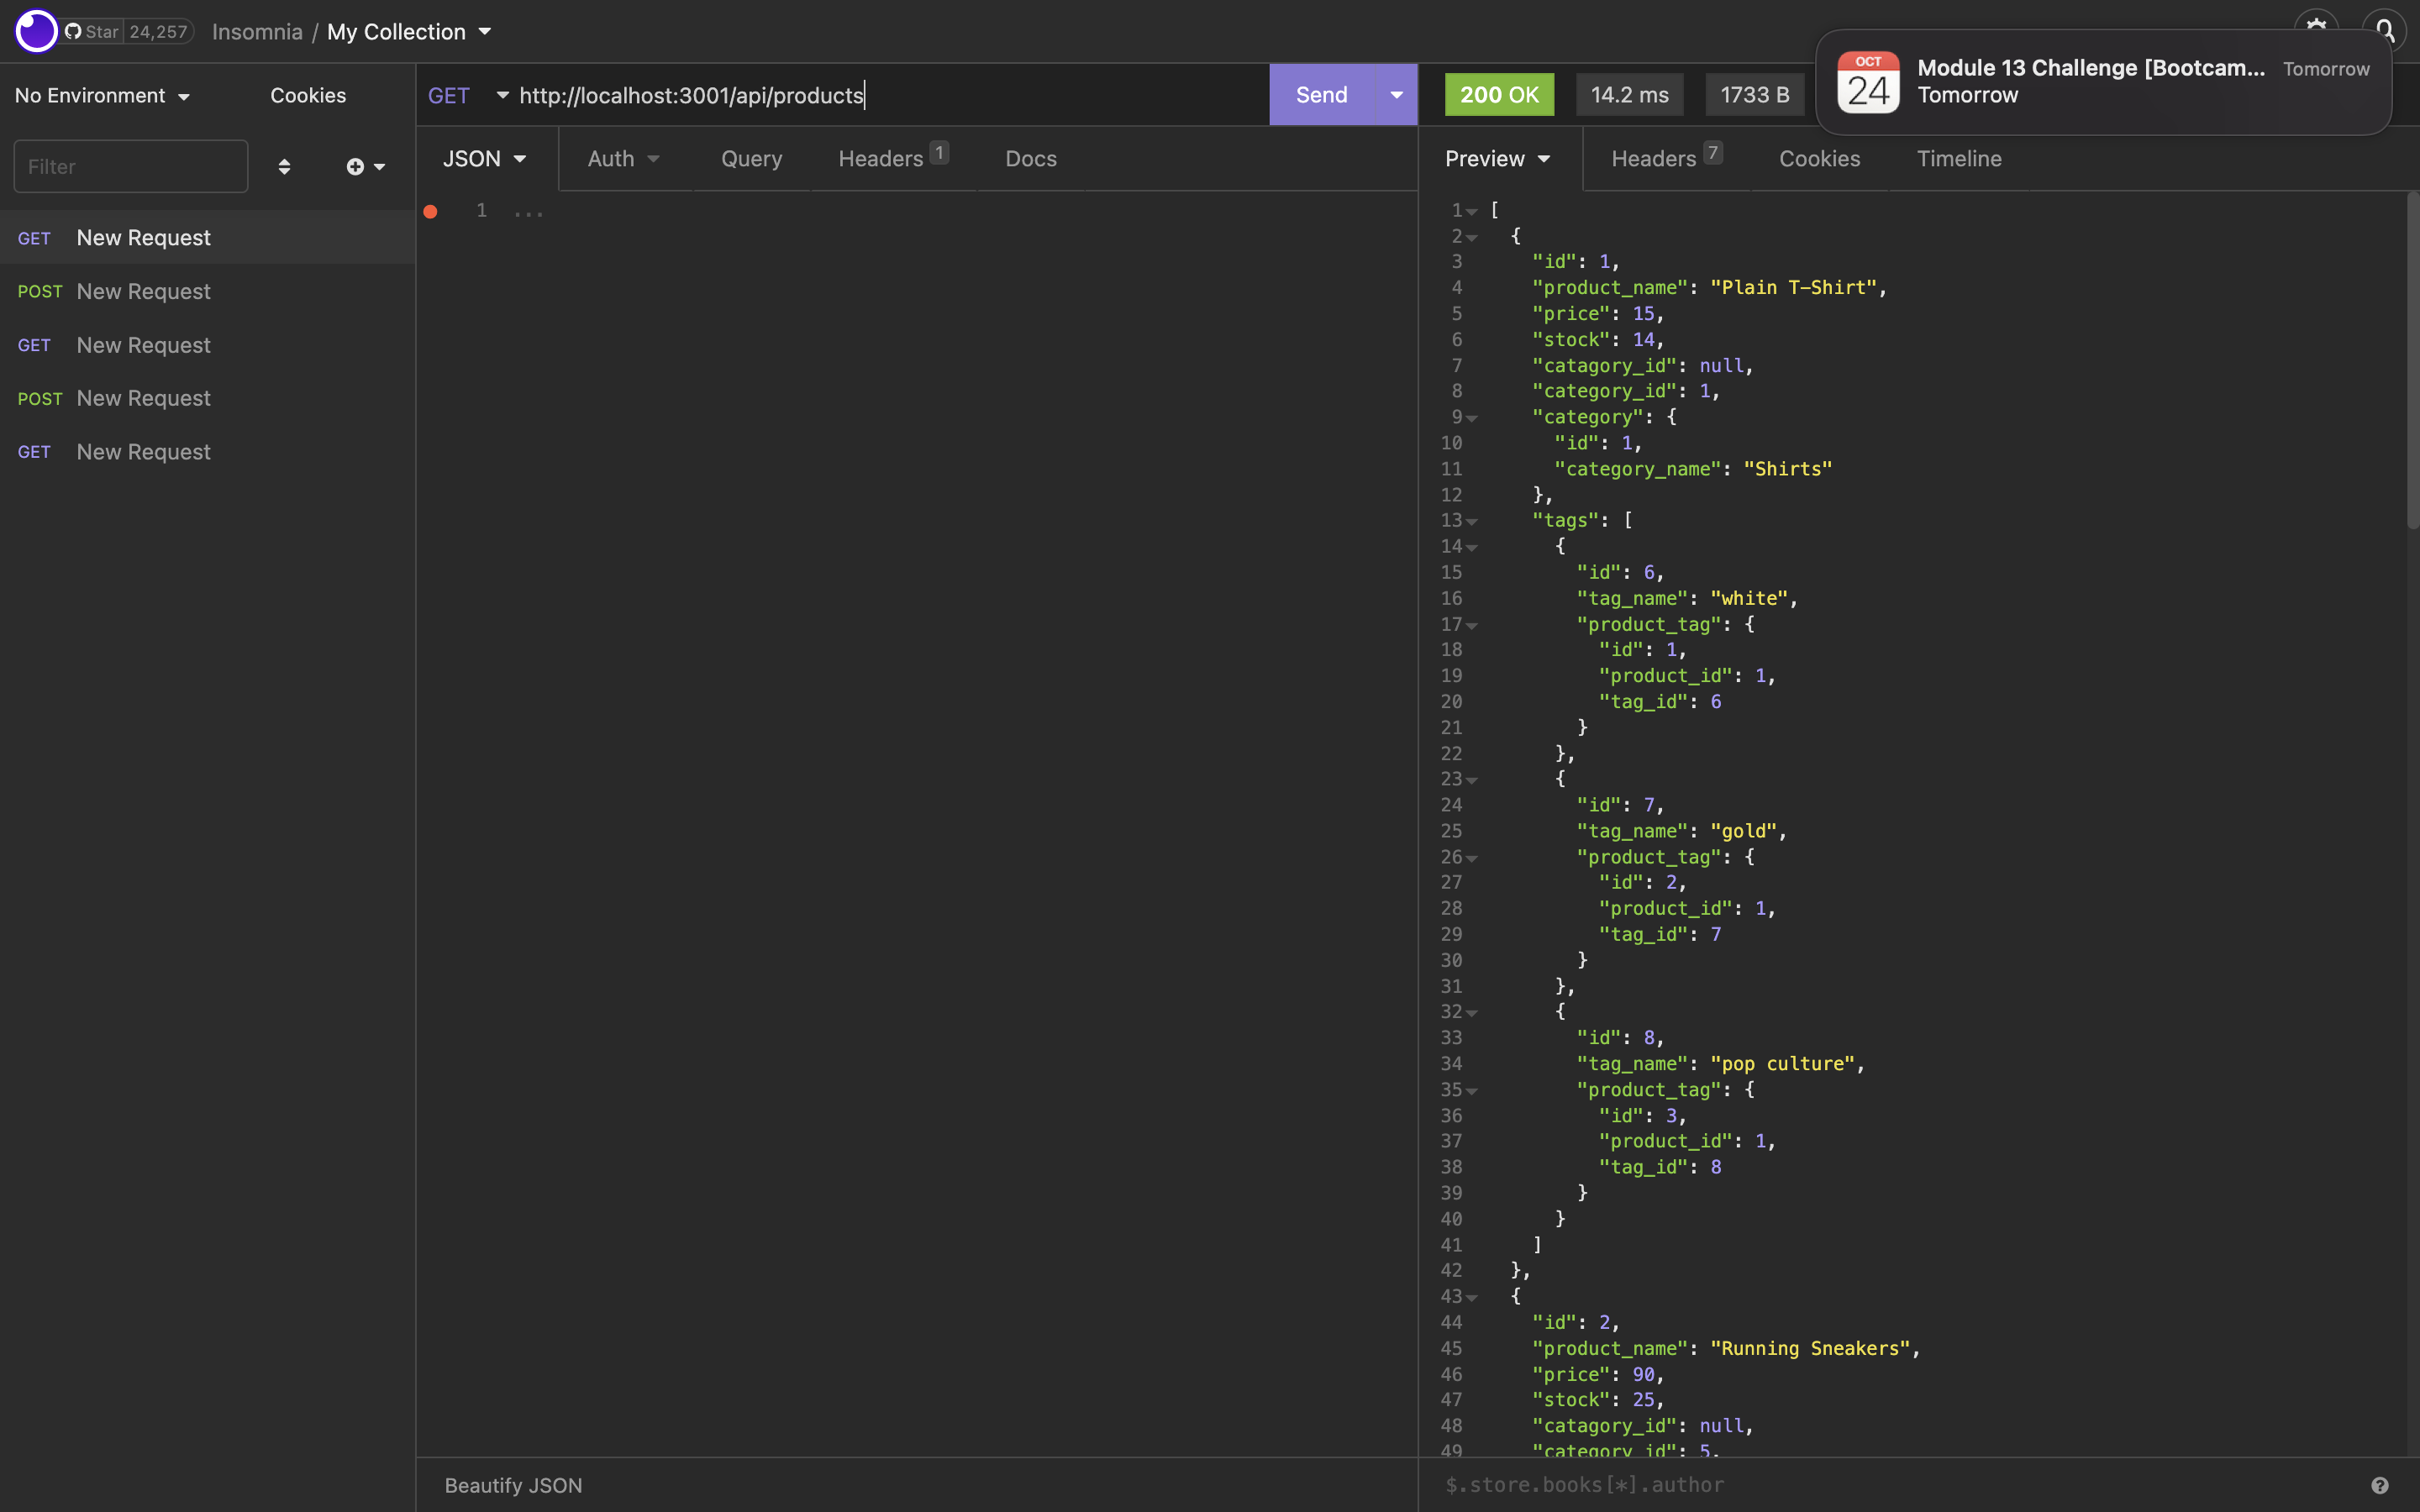 Star 24,257
Insomnia / My Collection
Module 13 Challenge [Bootcam... Tomorrow
Tomorrow
OCT
24
No Environment
Cookies
GET http://localhost:3001/api/products
Send
200 OK
14.2 ms
1733 B
Filter
JSON
Auth
Query
Headers 1
Docs
Preview
Headers 7
Cookies
Timeline
GET New Request
POST New Request
GET New Request
POST New Request
GET New Request
1 ...
1 [
2 {
3 "id": 1,
4 "product_name": "Plain T-Shirt",
5 "price": 15,
6 "stock": 14,
7 "catagory_id": null,
8 "category_id": 1,
9 "category": {
10 "id": 1,
11 "category_name": "Shirts"
12 },
13 "tags": [
14 {
15 "id": 6,
16 "tag_name": "white",
17 "product_tag": {
18 "id": 1,
19 "product_id": 1,
20 "tag_id": 6
21 }
22 },
23 {
24 "id": 7,
25 "tag_name": "gold",
26 "product_tag": {
27 "id": 2,
28 "product_id": 1,
29 "tag_id": 7
30 }
31 },
32 {
33 "id": 8,
34 "tag_name": "pop culture",
35 "product_tag": {
36 "id": 3,
37 "product_id": 1,
38 "tag_id": 8
39 }
40 }
41 ]
42 },
43 {
44 "id": 2,
45 "product_name": "Running Sneakers",
46 "price": 90,
47 "stock": 25,
48 "catagory_id": null,
49 "category_id": 5,
Beautify JSON
$.store.books[*].author